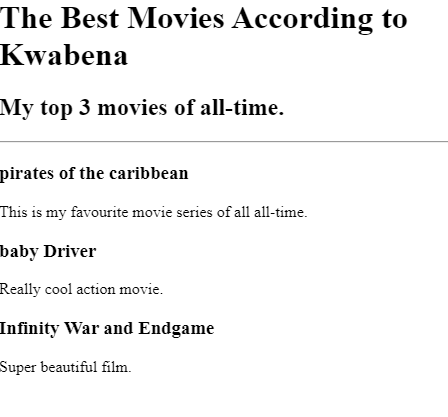 The Best Movies According to
Kwabena
My top 3 movies of all-time.
pirates of the caribbean
This is my favourite movie series of all all-time.
baby Driver
Really cool action movie.
Infinity War and Endgame
Super beautiful film.